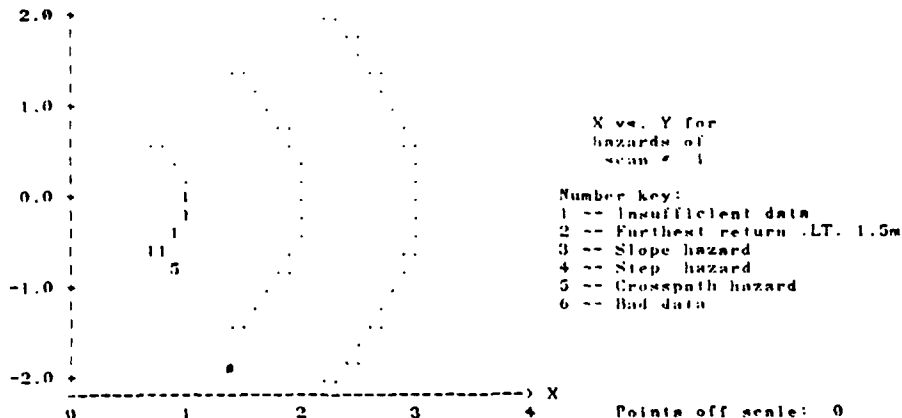 2.0
1.0
0.0
-1.0
-2.0
1
1
1
11
5
X vs. Y for
hazards of
scan #
Number key:
1 -- Insufficient data
2 -- Furthest return .LT. 1.5m
3 -- Slope hazard
4 -- Step hazard
5 -- Crosspath hazard
6 -- Bad data
X
0 1 2 3 4
Points off scale: 0